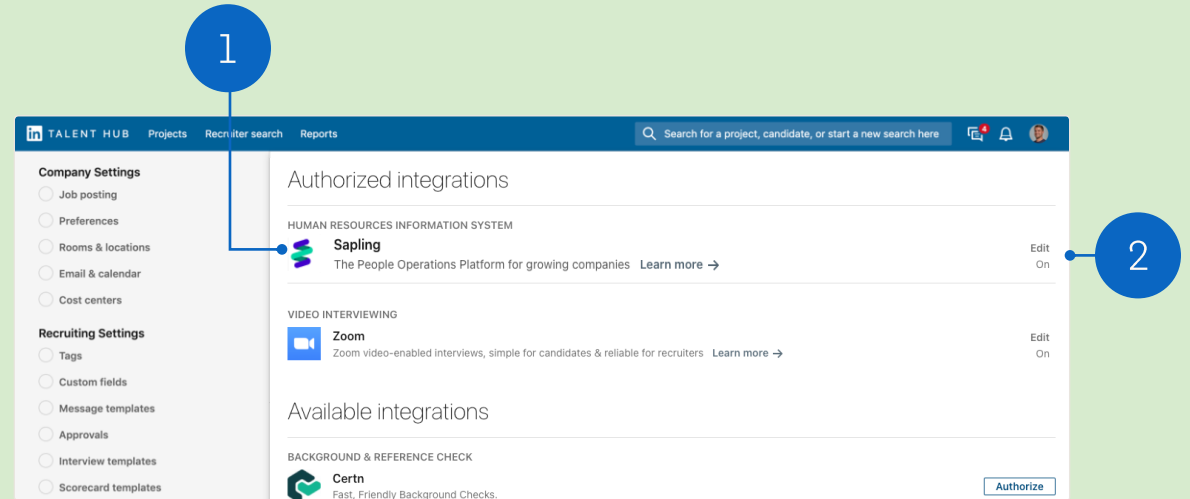 1
in TALENT HUB Projects Recruiter search Reports Search for a project, candidate, or start a new search here 4
Company Settings
Job posting
Preferences
Rooms & locations
Email & calendar
Cost centers
Recruiting Settings
Tags
Custom fields
Message templates
Approvals
Interview templates
Scorecard templates
Authorized integrations
HUMAN RESOURCES INFORMATION SYSTEM
Sapling
The People Operations Platform for growing companies Learn more →
Edit
On
2
VIDEO INTERVIEWING
Zoom
Zoom video-enabled interviews, simple for candidates & reliable for recruiters Learn more →
Edit
On
Available integrations
BACKGROUND & REFERENCE CHECK
Certn
Fast, Friendly Background Checks.
Authorize